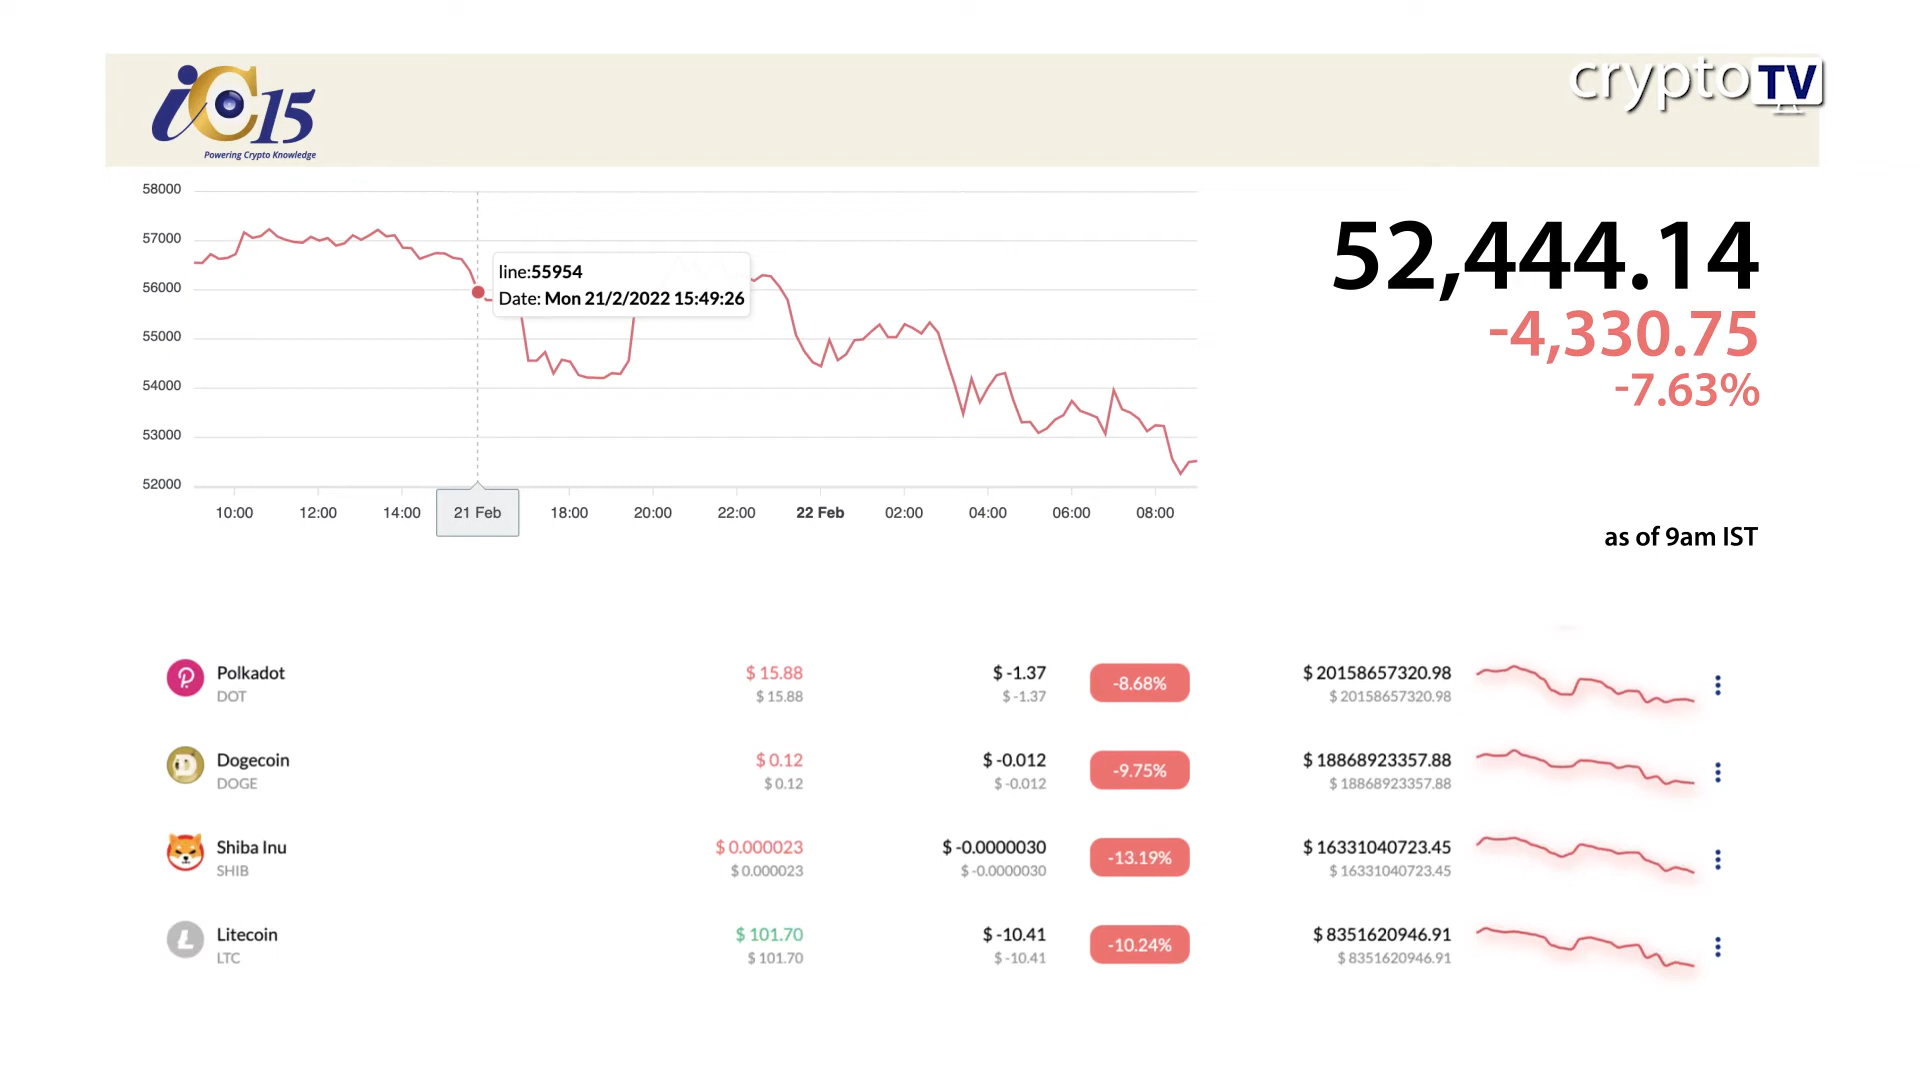 iC15
Powering Crypto Knowledge
crypto TV
58000
57000
56000
55000
54000
53000
52000
line:55954
Date: Mon 21/2/2022 15:49:26
10:00 12:00 14:00 21 Feb 18:00 20:00 22:00 22 Feb 02:00 04:00 06:00 08:00
52,444.14
-4,330.75
-7.63%
as of 9am IST
Polkadot $ 15.88 $ -1.37 -8.68% $ 20158657320.98
DOT $ 15.88 $ -1.37 $ 20158657320.98
Dogecoin $ 0.12 $ -0.012 -9.75% $ 18868923357.88
DOGE $ 0.12 $ -0.012 $ 18868923357.88
Shiba Inu $ 0.000023 $ -0.0000030 -13.19% $ 16331040723.45
SHIB $ 0.000023 $ -0.0000030 $ 16331040723.45
Litecoin $ 101.70 $ -10.41 -10.24% $ 8351620946.91
LTC $ 101.70 $ -10.41 $ 8351620946.91